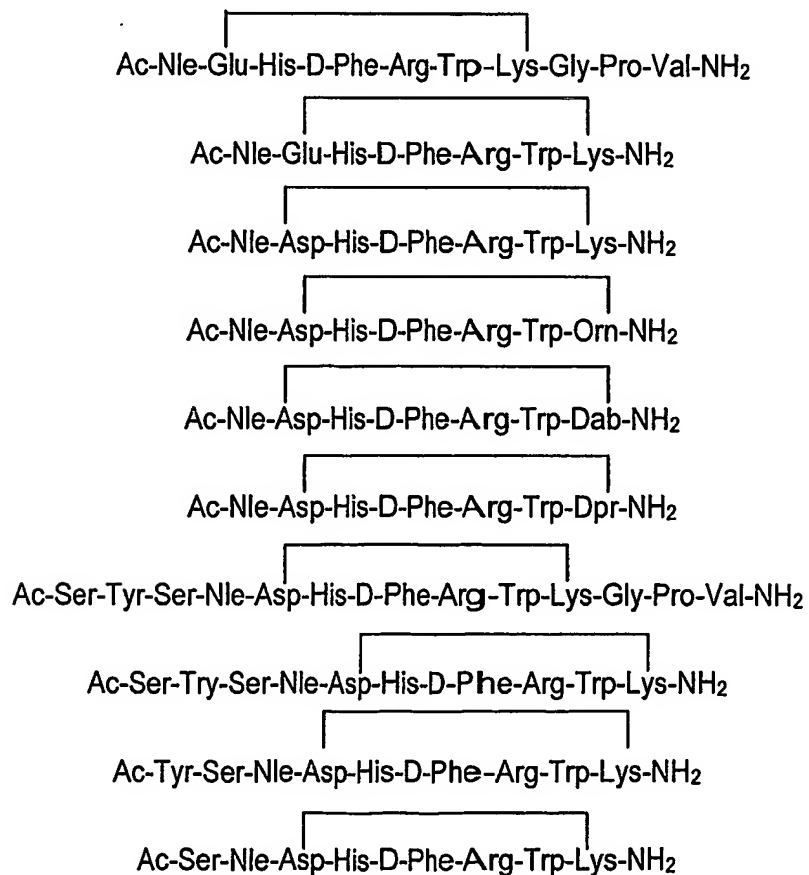 Ac-Nle-Glu-His-D-Phe-Arg-Trp-Lys-Gly-Pro-Val-NH2
Ac-Nle-Glu-His-D-Phe-Arg-Trp-Lys-NH2
Ac-Nle-Asp-His-D-Phe-Arg-Trp-Lys-NH2
Ac-Nle-Asp-His-D-Phe-Arg-Trp-Orn-NH2
Ac-Nle-Asp-His-D-Phe-Arg-Trp-Dab-NH2
Ac-Nle-Asp-His-D-Phe-Arg-Trp-Dpr-NH2
Ac-Ser-Tyr-Ser-Nle-Asp-His-D-Phe-Arg-Trp-Lys-Gly-Pro-Val-NH2
Ac-Ser-Try-Ser-Nle-Asp-His-D-Phe-Arg-Trp-Lys-NH2
Ac-Tyr-Ser-Nle-Asp-His-D-Phe-Arg-Trp-Lys-NH2
Ac-Ser-Nle-Asp-His-D-Phe-Arg-Trp-Lys-NH2